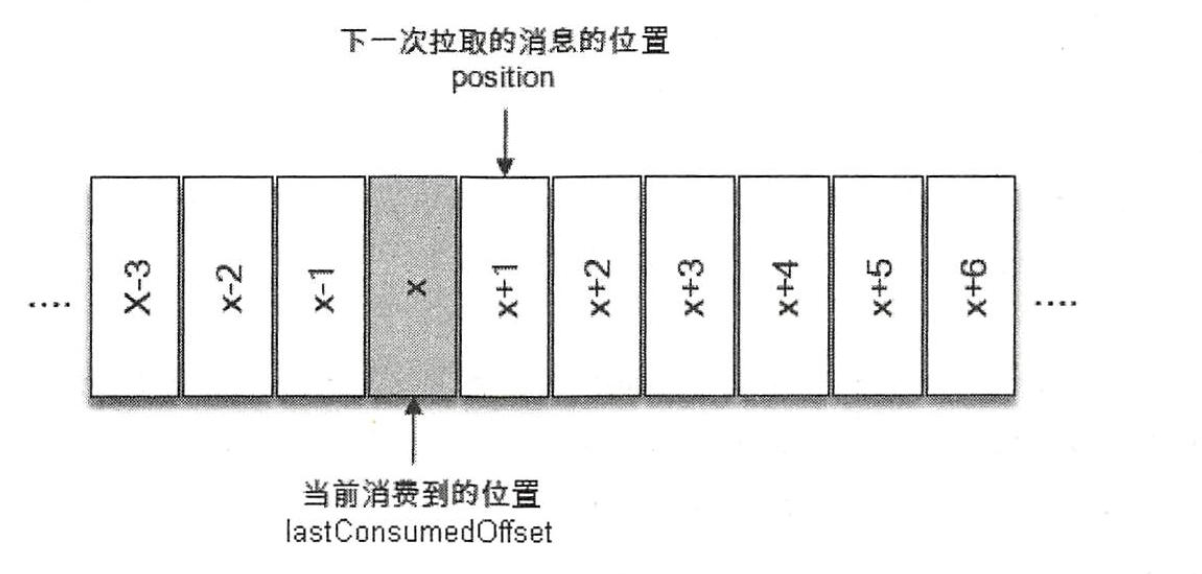 下一次拉取的消息的位置
position
.... X-3 x-2 x-1 x x+1 x+2 x+3 x+4 x+5 x+6 ....
当前消费到的位置
lastConsumedOffset